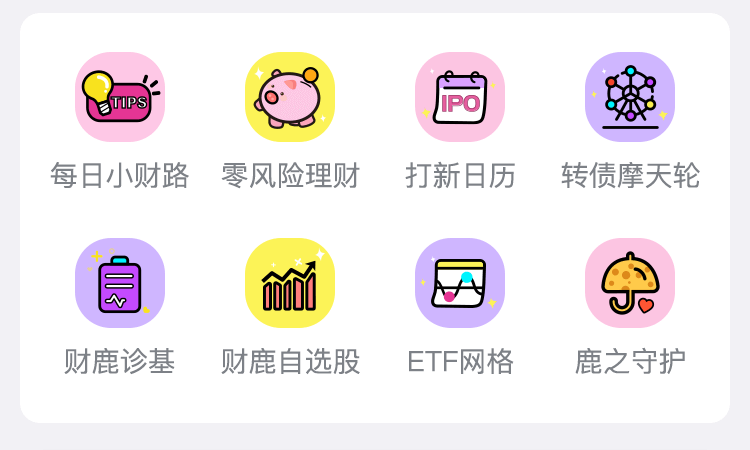 TIPS
IPO
每日小财路
零风险理财
打新日历
转债摩天轮
财鹿诊基
财鹿自选股
ETF网格
鹿之守护